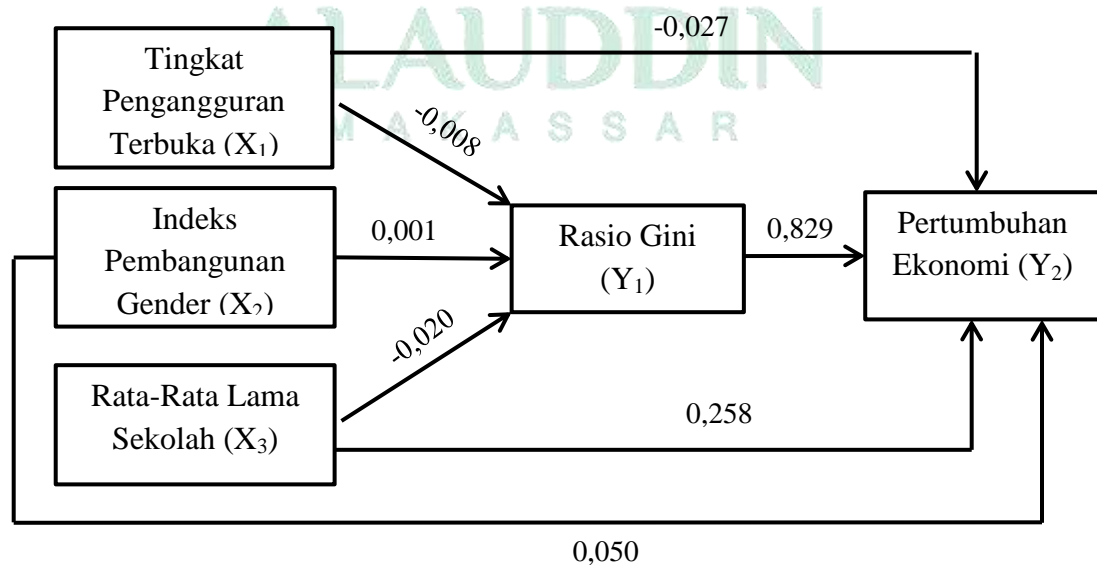 ALAUDDIN
MAKASSAR
-0,027
Tingkat
Pengangguran
Terbuka (X₁)
-0,008
Indeks
Pembangunan
Gender (X₂)
0,001
Rasio Gini
(Y₁)
0,829
Pertumbuhan
Ekonomi (Y₂)
-0,020
Rata-Rata Lama
Sekolah (X₃)
0,258
0,050